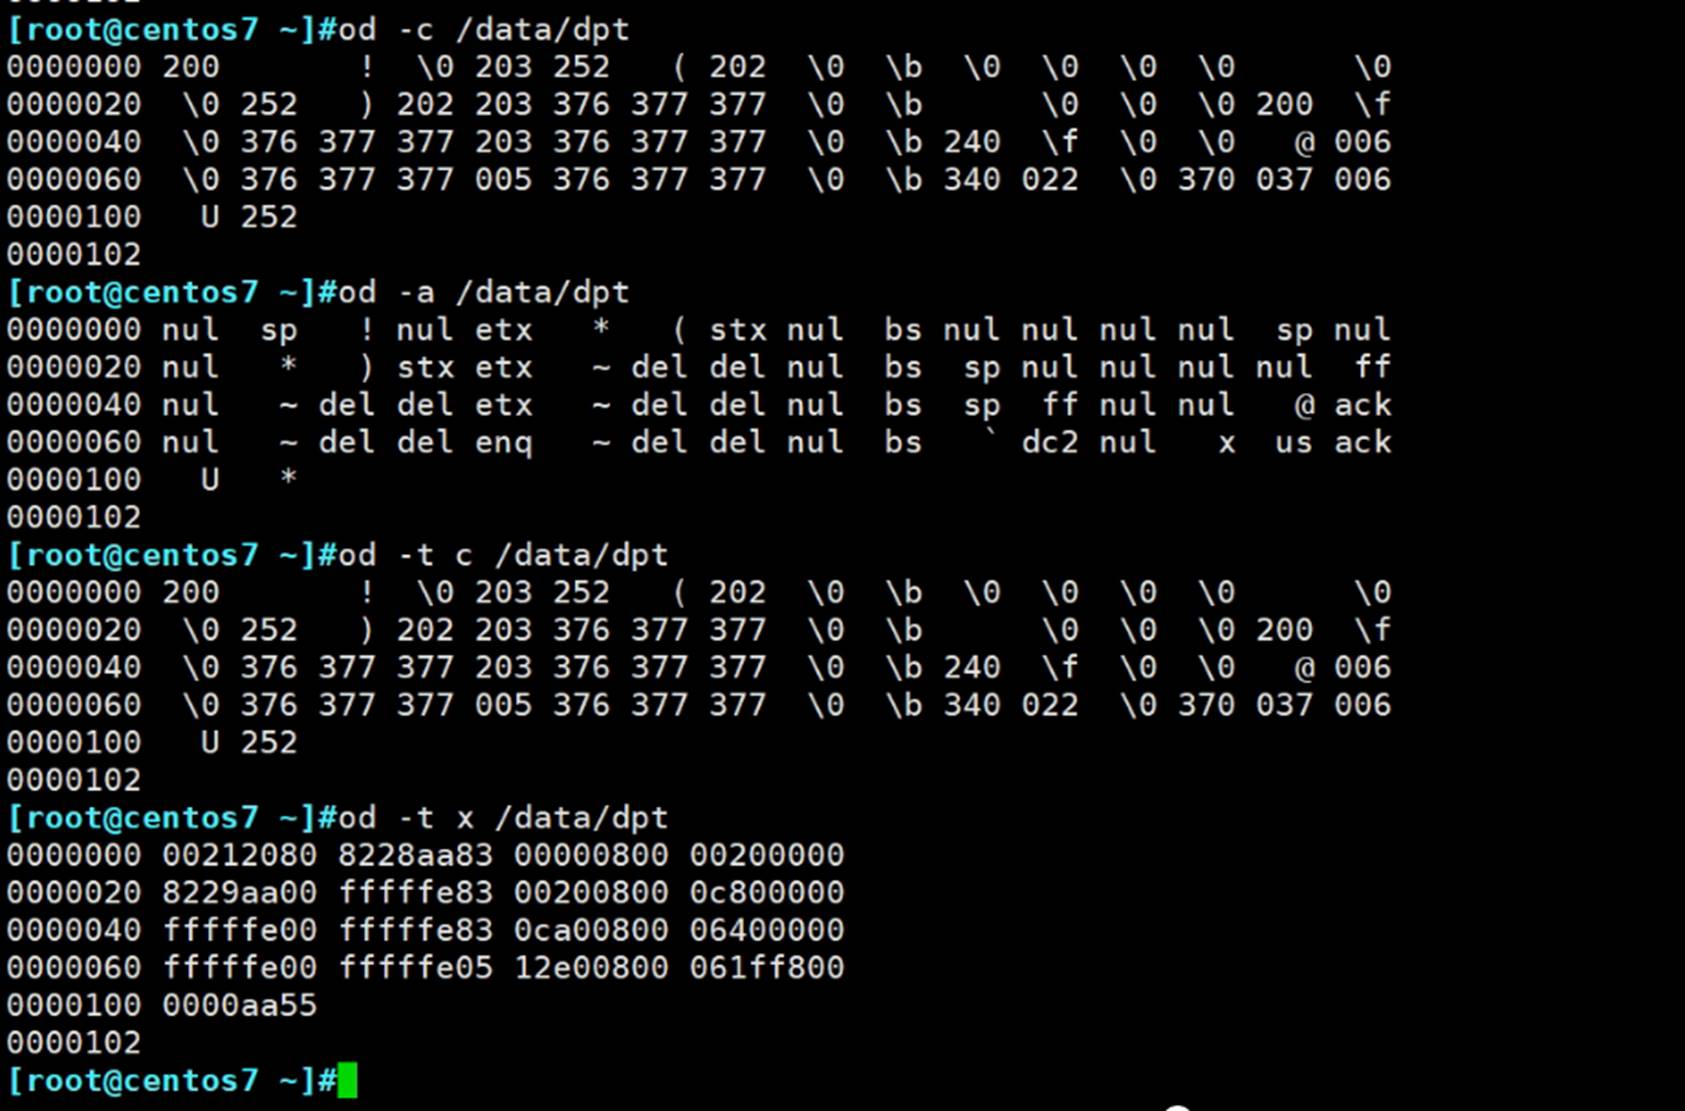 [root@centos7 ~]#od -c /data/dpt
0000000 200       !  \0 203 252   ( 202  \0  \b  \0  \0  \0  \0      \0
0000020  \0 252   ) 202 203 376 377 377  \0  \b      \0  \0  \0 200  \f
0000040  \0 376 377 377 203 376 377 377  \0  \b 240  \f  \0  \0   @ 006
0000060  \0 376 377 377 005 376 377 377  \0  \b 340 022  \0 370 037 006
0000100   U 252
0000102
[root@centos7 ~]#od -a /data/dpt
0000000 nul  sp   ! nul etx   *   ( stx nul  bs nul nul nul nul  sp nul
0000020 nul   *   ) stx etx   ~ del del nul  bs  sp nul nul nul nul  ff
0000040 nul   ~ del del etx   ~ del del nul  bs  sp  ff nul nul   @ ack
0000060 nul   ~ del del enq   ~ del del nul  bs   ` dc2 nul   x  us ack
0000100   U   *
0000102
[root@centos7 ~]#od -t c /data/dpt
0000000 200       !  \0 203 252   ( 202  \0  \b  \0  \0  \0  \0      \0
0000020  \0 252   ) 202 203 376 377 377  \0  \b      \0  \0  \0 200  \f
0000040  \0 376 377 377 203 376 377 377  \0  \b 240  \f  \0  \0   @ 006
0000060  \0 376 377 377 005 376 377 377  \0  \b 340 022  \0 370 037 006
0000100   U 252
0000102
[root@centos7 ~]#od -t x /data/dpt
0000000 00212080 8228aa83 00000800 00200000
0000020 8229aa00 fffffe83 00200800 0c800000
0000040 fffffe00 fffffe83 0ca00800 06400000
0000060 fffffe00 fffffe05 12e00800 061ff800
0000100 0000aa55
0000102
[root@centos7 ~]#